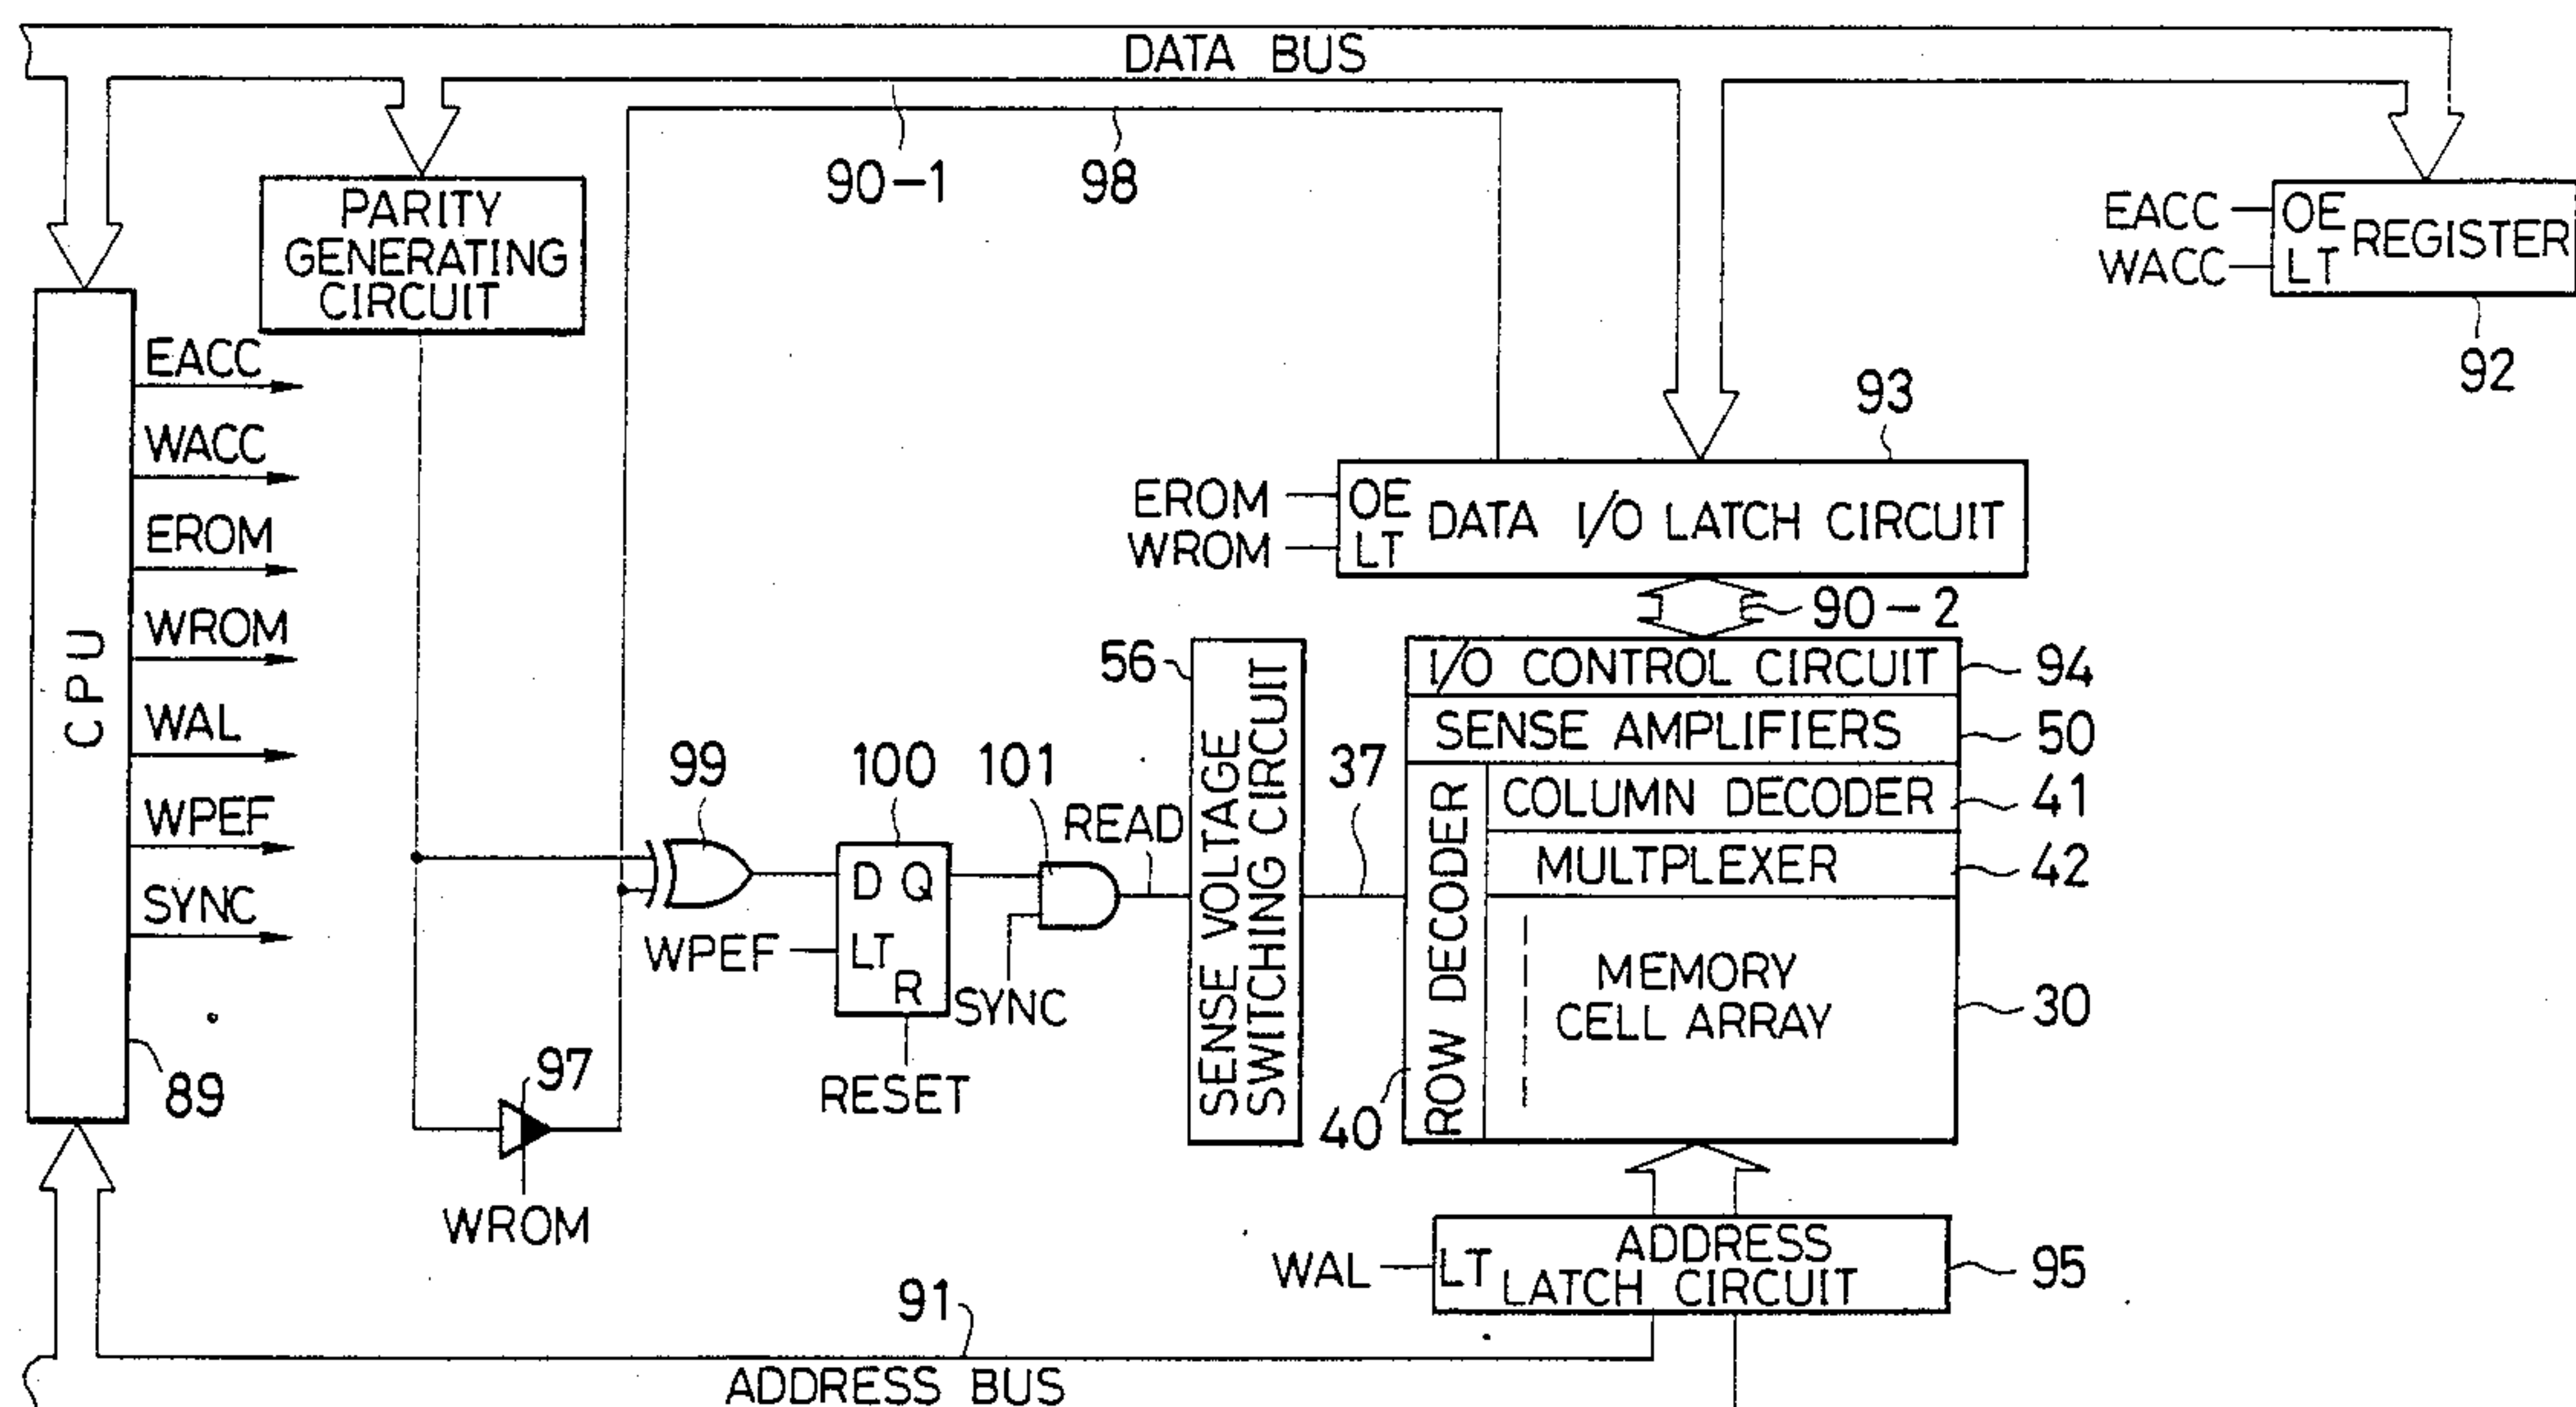 DATA BUS
90-1
98
PARITY
GENERATING
CIRCUIT
EACC
WACC
OE
LT
REGISTER
92
CPU
89
EACC
WACC
EROM
WROM
WAL
WPEF
SYNC
93
EROM
WROM
OE
LT
DATA I/O LATCH CIRCUIT
90-2
56
SENSE VOLTAGE
SWITCHING CIRCUIT
I/O CONTROL CIRCUIT
94
SENSE AMPLIFIERS
50
COLUMN DECODER
41
MULTPLEXER
42
ROW DECODER
40
MEMORY
CELL ARRAY
30
37
99
100
101
READ
D Q
LT
R
WPEF
SYNC
RESET
97
WROM
WAL
LT
ADDRESS
LATCH CIRCUIT
95
91
ADDRESS BUS